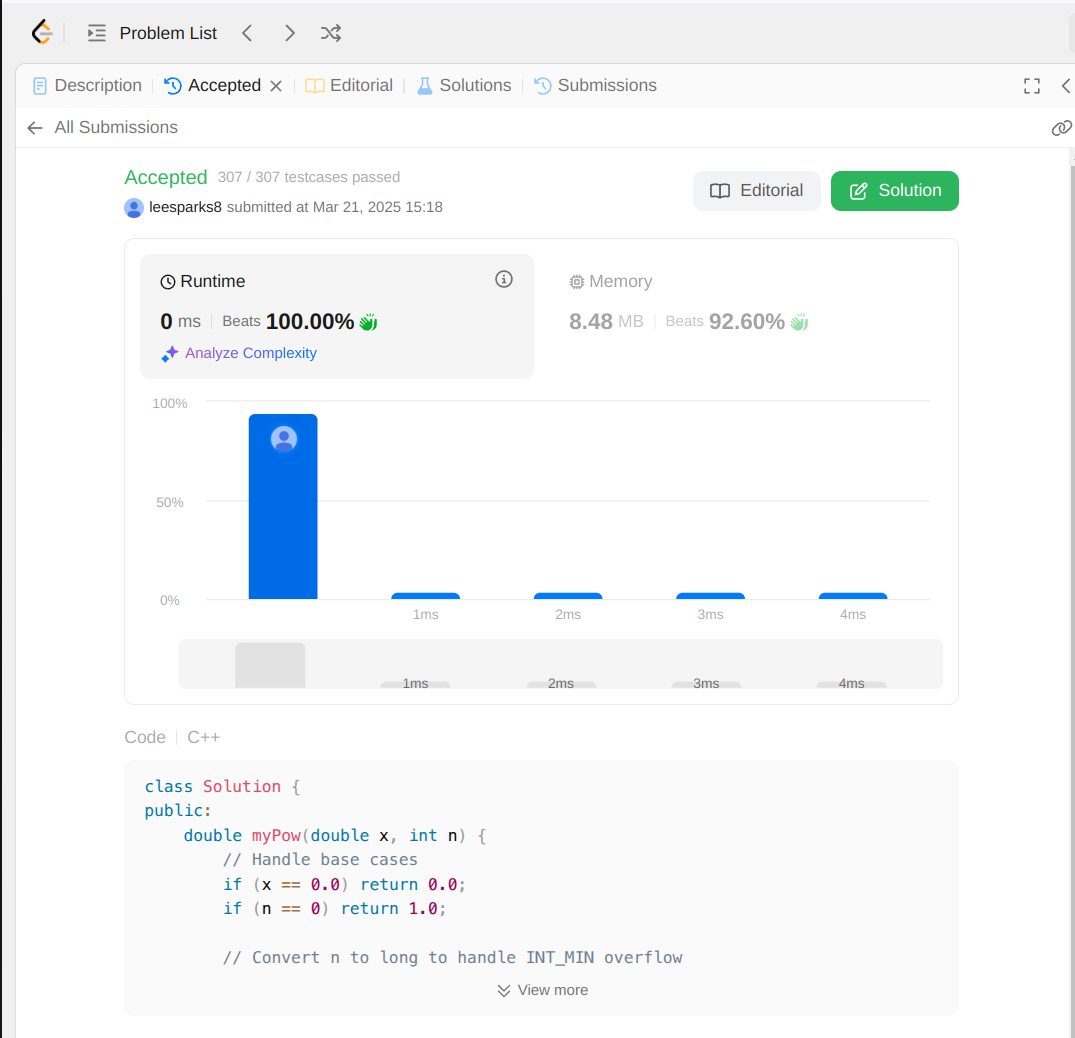 Problem List
Description Accepted Editorial Solutions Submissions
All Submissions
Accepted 307 / 307 testcases passed
leesparks8 submitted at Mar 21, 2025 15:18
Editorial Solution
Runtime
0 ms Beats 100.00%
Analyze Complexity
Memory
8.48 MB Beats 92.60%
100%
50%
0%
1ms 2ms 3ms 4ms
1ms 2ms 3ms 4ms
Code C++
class Solution {
public:
    double myPow(double x, int n) {
        // Handle base cases
        if (x == 0.0) return 0.0;
        if (n == 0) return 1.0;
        // Convert n to long to handle INT_MIN overflow
View more